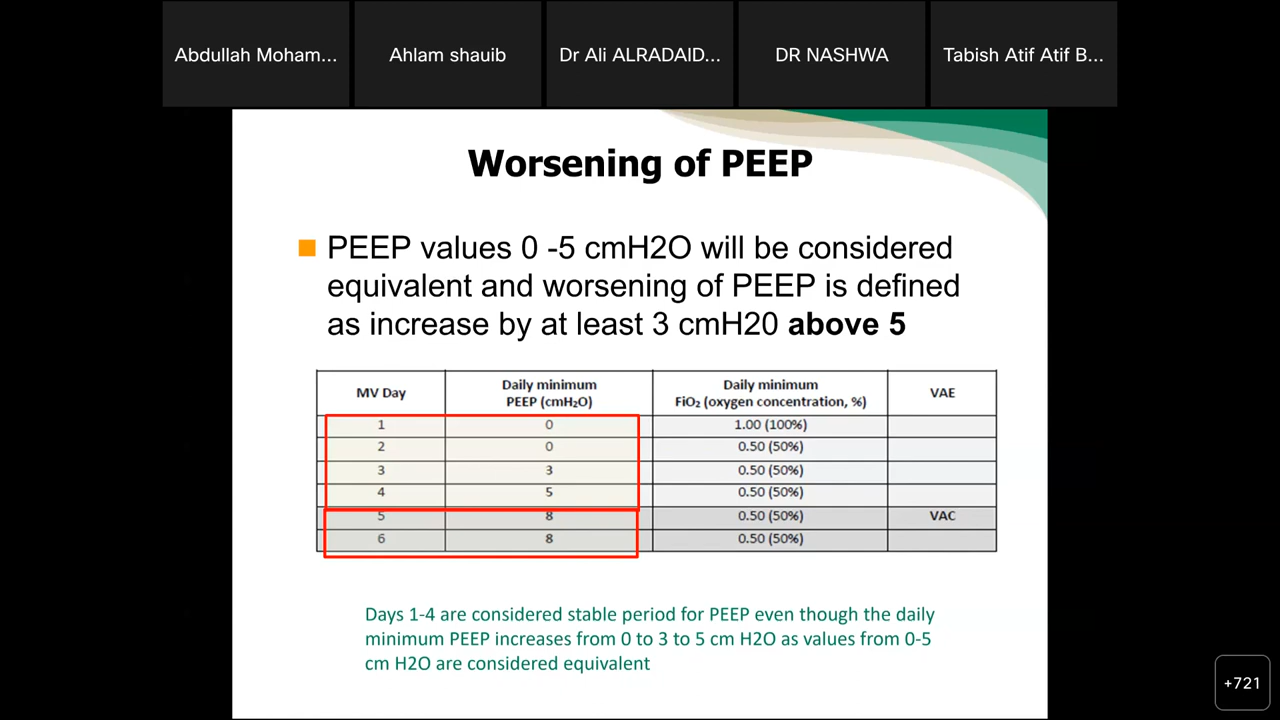 Abdullah Moham...
Ahlam shauib
Dr Ali ALRADAID...
DR NASHWA
Tabish Atif Atif B...
Worsening of PEEP
PEEP values 0 -5 cmH2O will be considered
equivalent and worsening of PEEP is defined
as increase by at least 3 cmH20 above 5
MV Day
Daily minimum
PEEP (cmH₂O)
Daily minimum
FiO₂ (oxygen concentration, %)
VAE
1 0 1.00 (100%)
2 0 0.50 (50%)
3 3 0.50 (50%)
4 5 0.50 (50%)
5 8 0.50 (50%) VAC
6 8 0.50 (50%)
Days 1-4 are considered stable period for PEEP even though the daily
minimum PEEP increases from 0 to 3 to 5 cm H2O as values from 0-5
cm H2O are considered equivalent
+721